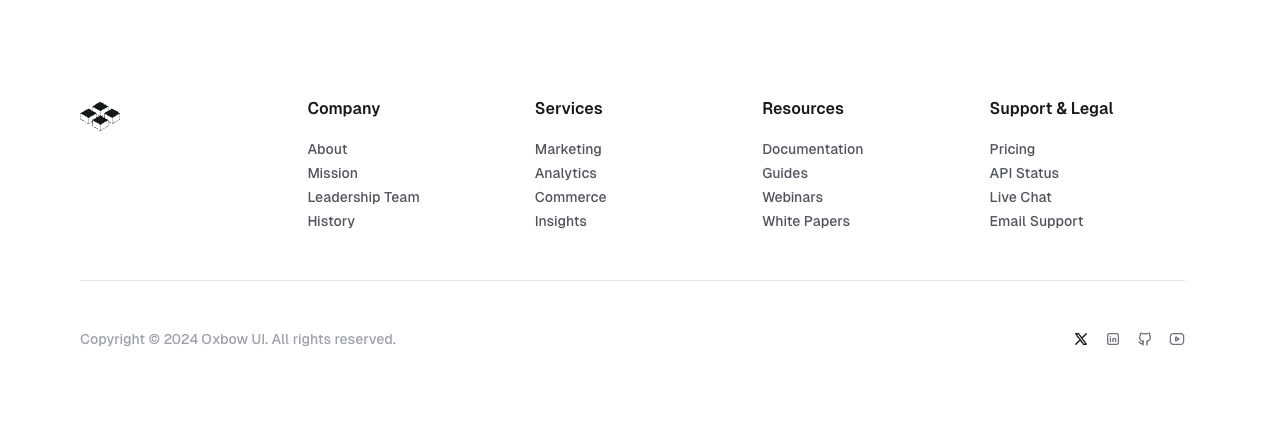 Company
About
Mission
Leadership Team
History
Services
Marketing
Analytics
Commerce
Insights
Resources
Documentation
Guides
Webinars
White Papers
Support & Legal
Pricing
API Status
Live Chat
Email Support
Copyright © 2024 Oxbow UI. All rights reserved.